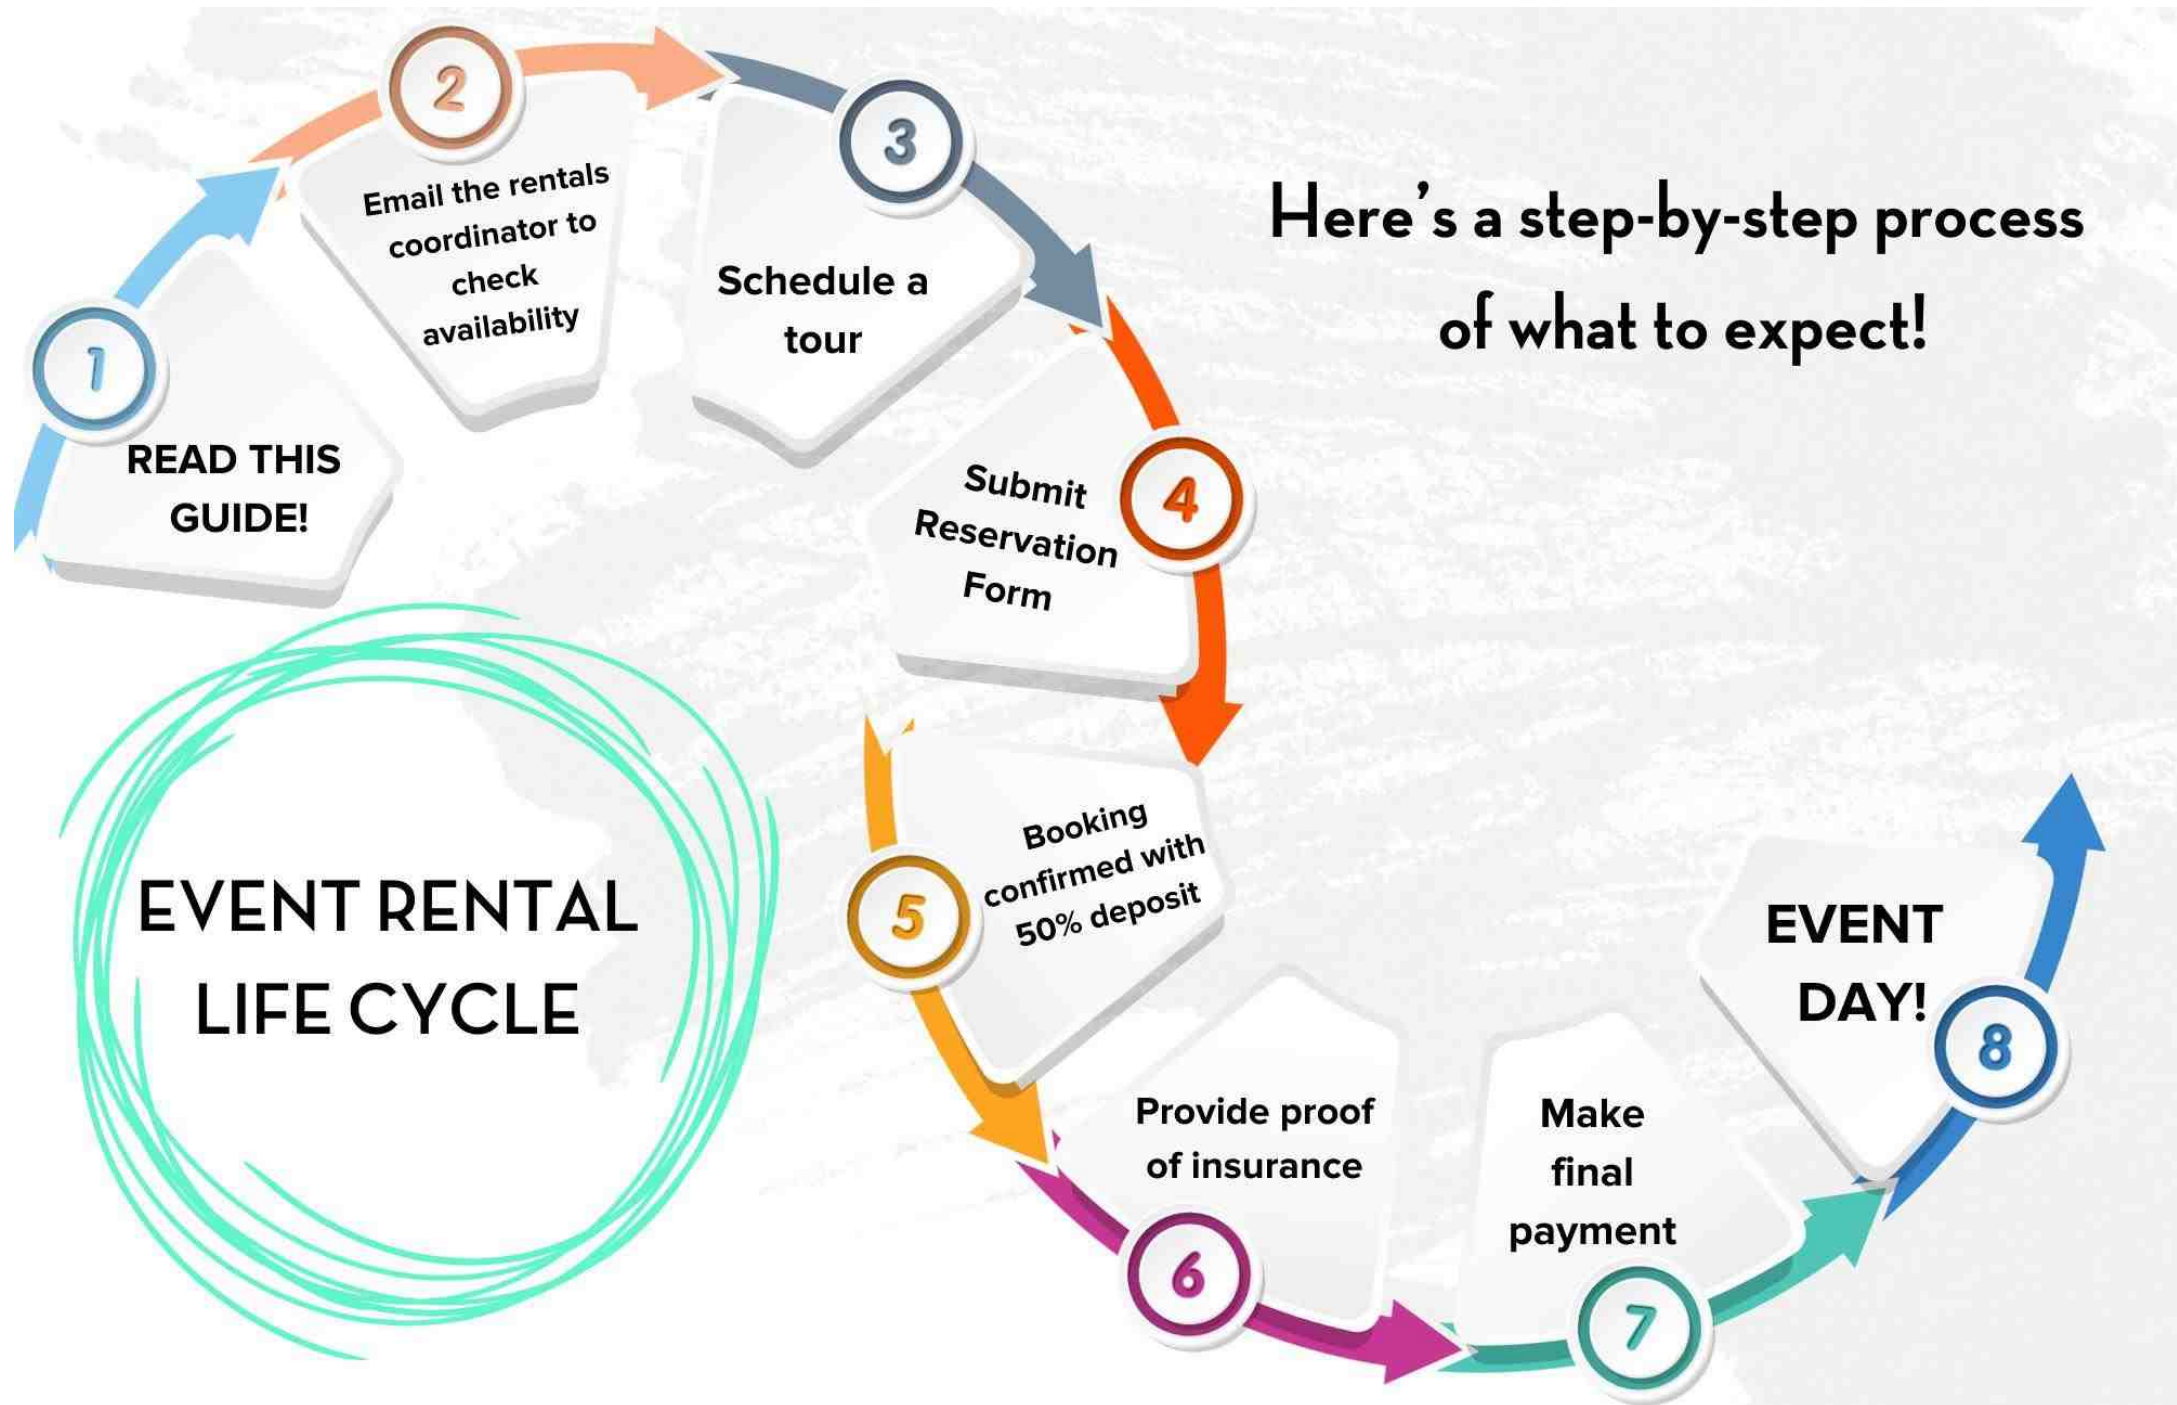 Here's a step-by-step process
of what to expect!
1
READ THIS
GUIDE!
2
Email the rentals
coordinator to
check
availability
3
Schedule a
tour
4
Submit
Reservation
Form
5
Booking
confirmed with
50% deposit
6
Provide proof
of insurance
7
Make
final
payment
8
EVENT
DAY!
EVENT RENTAL
LIFE CYCLE